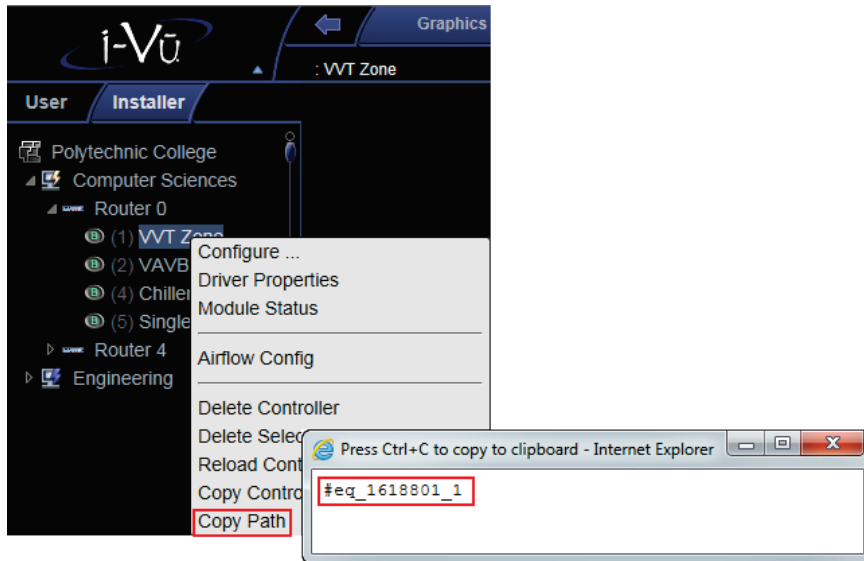 i-Vu
Graphics
: VVT Zone
User
Installer
Polytechnic College
Computer Sciences
Router 0
(1) VVT Zone
(2) VAVB
(4) Chiller
(5) Single
Router 4
Engineering
Configure ...
Driver Properties
Module Status
Airflow Config
Delete Controller
Delete Selec
Reload Cont
Copy Contro
Copy Path
Press Ctrl+C to copy to clipboard - Internet Explorer
#eq_1618801_1